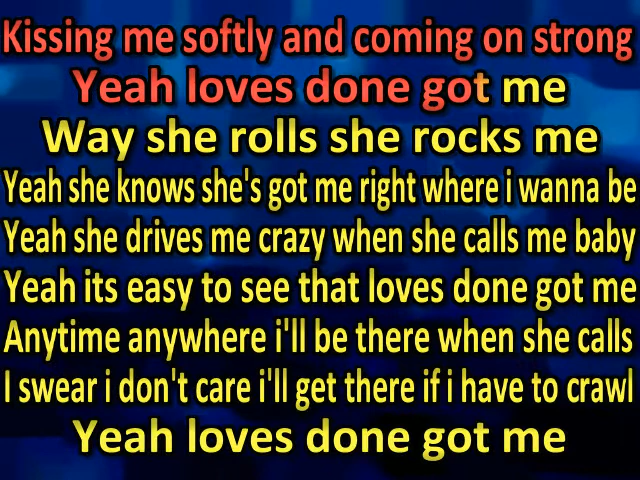 Kissing me softly and coming on strong
Yeah loves done got me
Way she rolls she rocks me
Yeah she knows she's got me right where i wanna be
Yeah she drives me crazy when she calls me baby
Yeah its easy to see that loves done got me
Anytime anywhere i'll be there when she calls
I swear i don't care i'll get there if i have to crawl
Yeah loves done got me